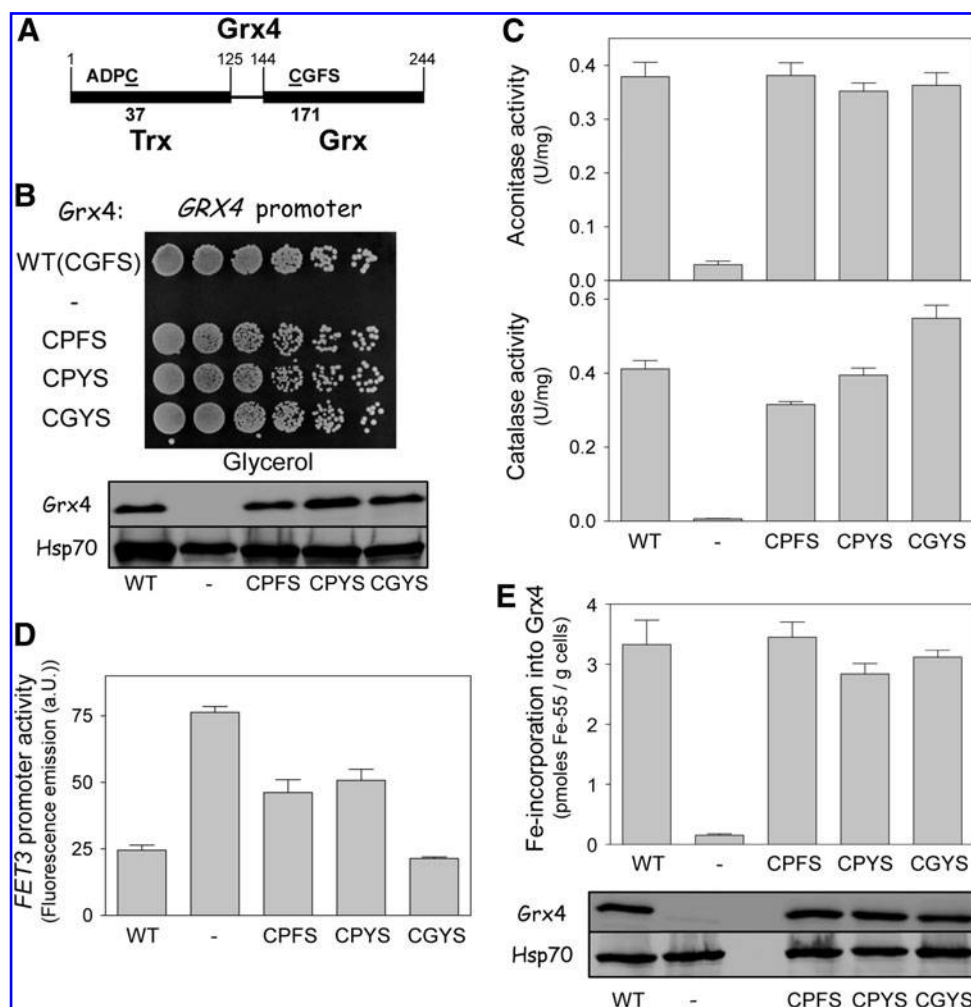 A
Grx4
1 125 144 244
ADPC CGFS
37 171
Trx Grx
B
Grx4: GRX4 promoter
WT(CGFS)
-
CPFS
CPYS
CGYS
Glycerol
Grx4
Hsp70
WT - CPFS CPYS CGYS
C
Aconitase activity
(U/mg)
0.4
0.2
0.0
Catalase activity
(U/mg)
0.6
0.4
0.2
0.0
WT - CPFS CPYS CGYS
D
FET3 promoter activity
(Fluorescence emission (a.U.))
75
50
25
0
WT - CPFS CPYS CGYS
E
Fe-incorporation into Grx4
(pmoles Fe-55 / g cells)
4
3
2
1
0
WT - CPFS CPYS CGYS
Grx4
Hsp70
WT - CPFS CPYS CGYS